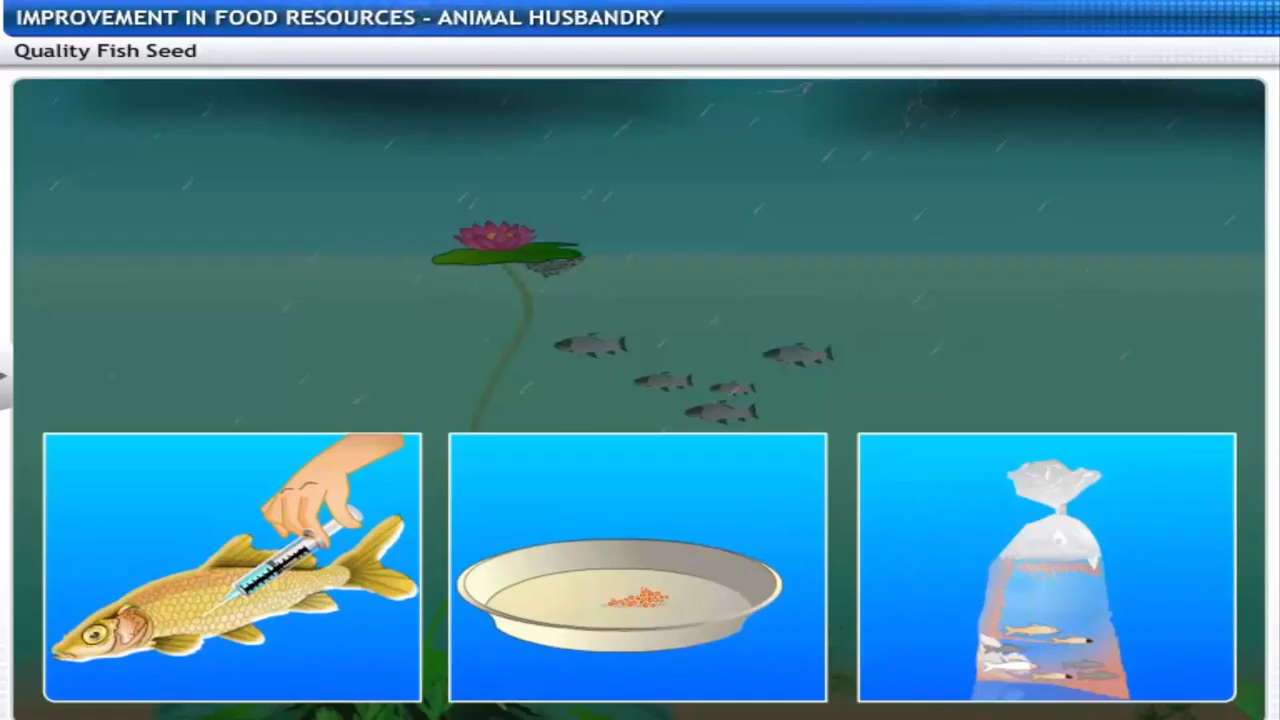 IMPROVEMENT IN FOOD RESOURCES - ANIMAL HUSBANDRY
Quality Fish Seed